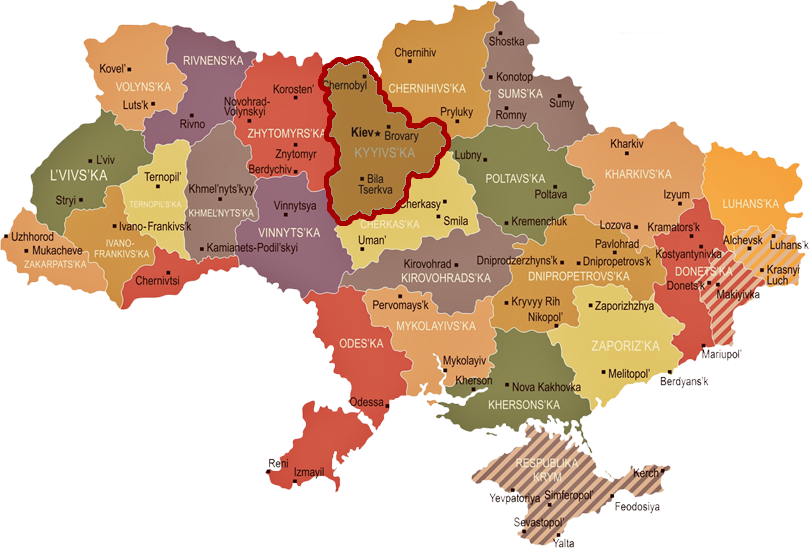 Shostka
Chernihiv
RIVNENS'KA
Kovel'
Chernobyl
Konotop
VOLYNS'KA
CHERNIHIVS'KA
SUMS'KA
Korosten'
Luts'k
Novohrad-
Volynskyi
Sumy
Romny
Pryluky
Rivno
Kiev
Brovary
ZHYTOMYRS'KA
Kharkiv
Znytomyr
KYYIVS'KA
Lubny
L'viv
Berdychiv
KHARKIVS'KA
L'VIVS'KA
Ternopil'
Bila
Tserkva
POLTAVS'KA
Khmel'nyts'kyy
Poltava
Izyum
LUHANS'KA
Stryi
TERNOPIL'S'KA
Cherkasy
KHMEL'NYTS'KA
Vinnytsya
Smila
CHERKAS'KA
Kremenchuk
Ivano-Frankivs'k
Lozova
Kramators'k
VINNYTS'KA
Uzhhorod
Mukacheve
IVANO-
FRANKIVS'KA
Kamianets-Podil'skyi
Uman'
Pavlohrad
Alchevsk
Luhans'k
Kostyantynivka
ZAKARPATS'KA
Kirovohrad
Dniprodzerzhyns'k
Dnipropetrovs'k
DONETS'KA
Krasnyi
Luch
Chernivtsi
KIROVOHRADS'KA
DNIPROPETROVS'KA
Donets'k
Makiyivka
Pervomays'k
Kryvyy Rih
Zaporizhzhya
Nikopol'
MYKOLAYIVS'KA
ODES'KA
ZAPORIZ'KA
Mariupol'
Mykolayiv
Melitopol'
Kherson
Nova Kakhovka
Berdyans'k
Odessa
KHERSONS'KA
Reni
Izmayil
RESPUBLIKA
KRYM
Kerch
Yevpatoriya
Simferopol'
Feodosiya
Sevastopol'
Yalta